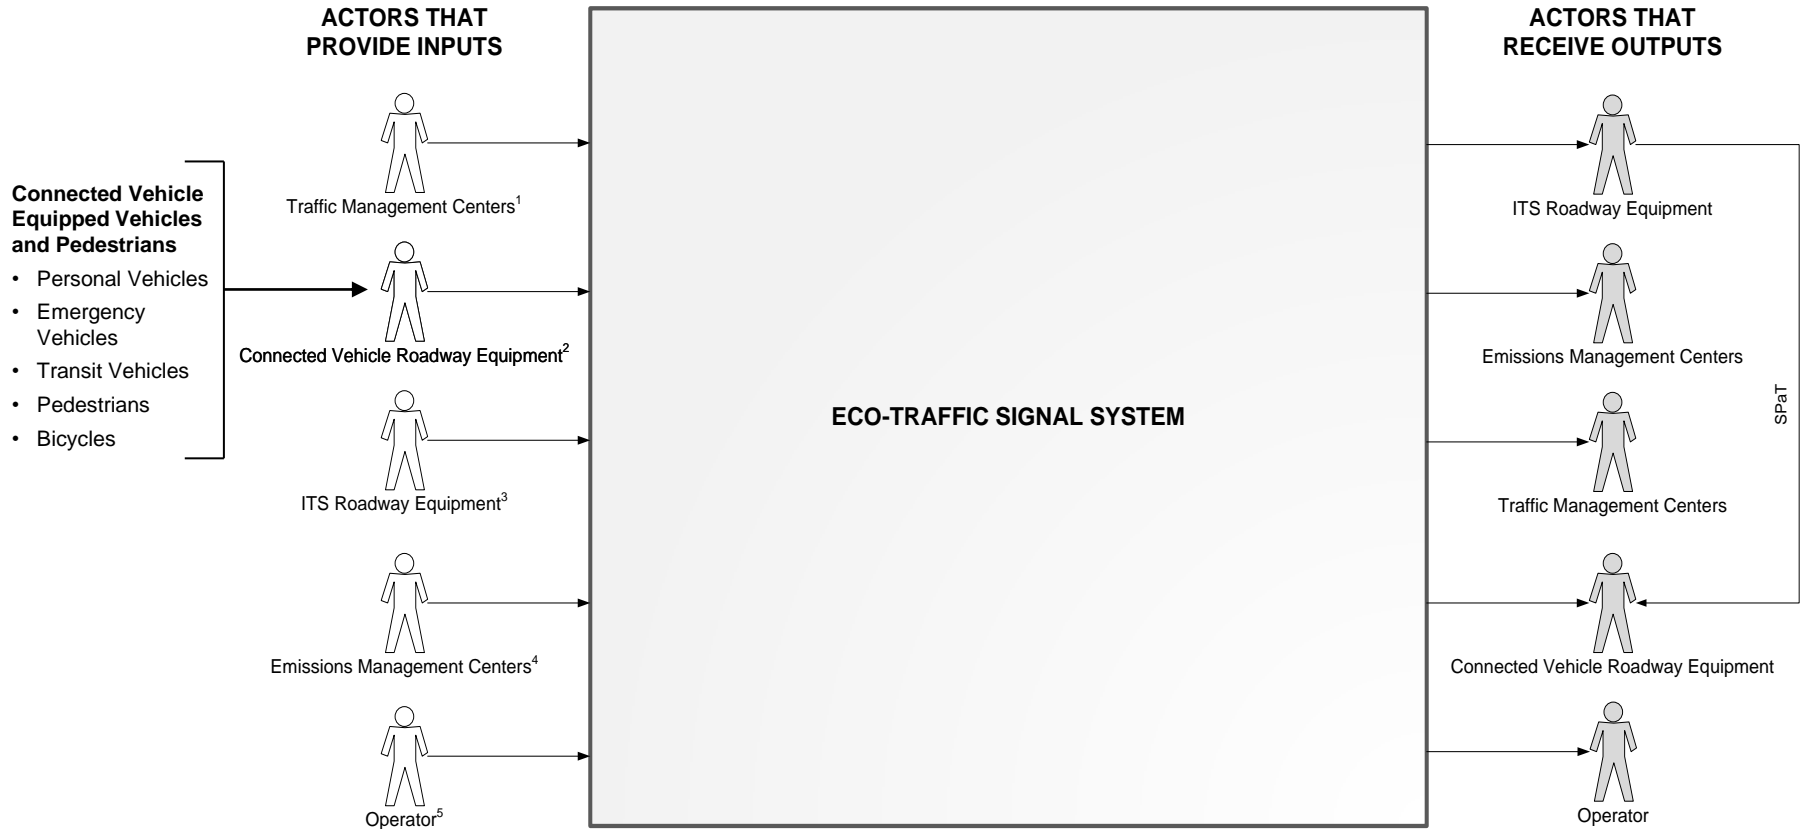 ACTORS THAT
PROVIDE INPUTS
ACTORS THAT
RECEIVE OUTPUTS
Connected Vehicle
Equipped Vehicles
and Pedestrians
• Personal Vehicles
• Emergency
Vehicles
• Transit Vehicles
• Pedestrians
• Bicycles
Traffic Management Centers¹
Connected Vehicle Roadway Equipment²
ITS Roadway Equipment³
Emissions Management Centers⁴
Operator⁵
ECO-TRAFFIC SIGNAL SYSTEM
ITS Roadway Equipment
Emissions Management Centers
Traffic Management Centers
Connected Vehicle Roadway Equipment
Operator
SPaT